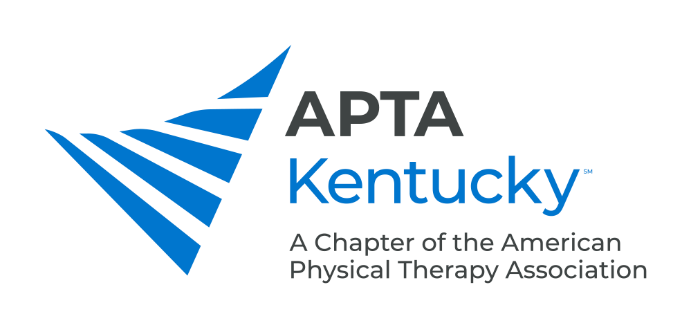 APTA
Kentucky℠
A Chapter of the American
Physical Therapy Association